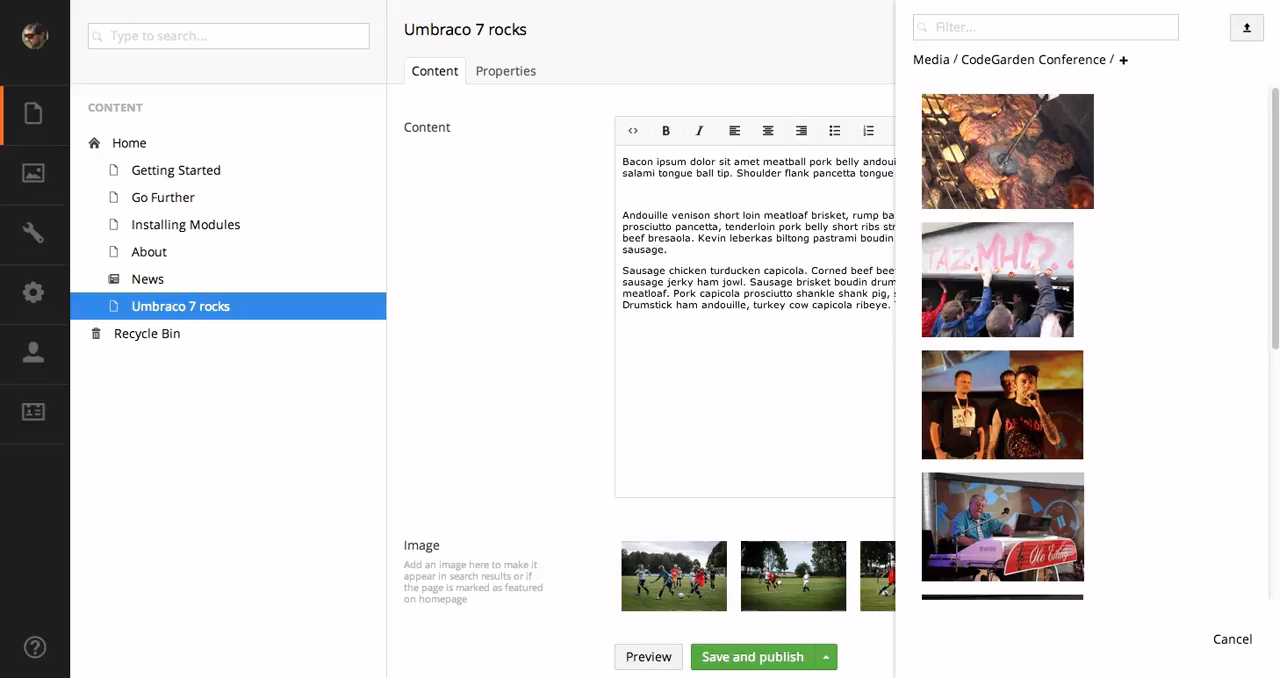 Type to search...
CONTENT
Home
Getting Started
Go Further
Installing Modules
About
News
Umbraco 7 rocks
Recycle Bin
Umbraco 7 rocks
Content
Properties
Content
B
I
Bacon ipsum dolor sit amet meatball pork belly andoui
salami tongue ball tip. Shoulder flank pancetta tongue
Andouille venison short loin meatloaf brisket, rump ba
prosciutto pancetta, tenderloin pork belly short ribs str
beef bresaola. Kevin leberkas biltong pastrami boudin
sausage.
Sausage chicken turducken capicola. Corned beef bee
sausage jerky ham jowl. Sausage brisket boudin drum
meatloaf. Pork capicola prosciutto shankle shank pig,
Drumstick ham andouille, turkey cow capicola ribeye.
Image
Add an image here to make it
appear in search results or if
the page is marked as featured
on homepage
Preview
Save and publish
Filter...
Media / CodeGarden Conference / +
TAZ MHD
Cancel